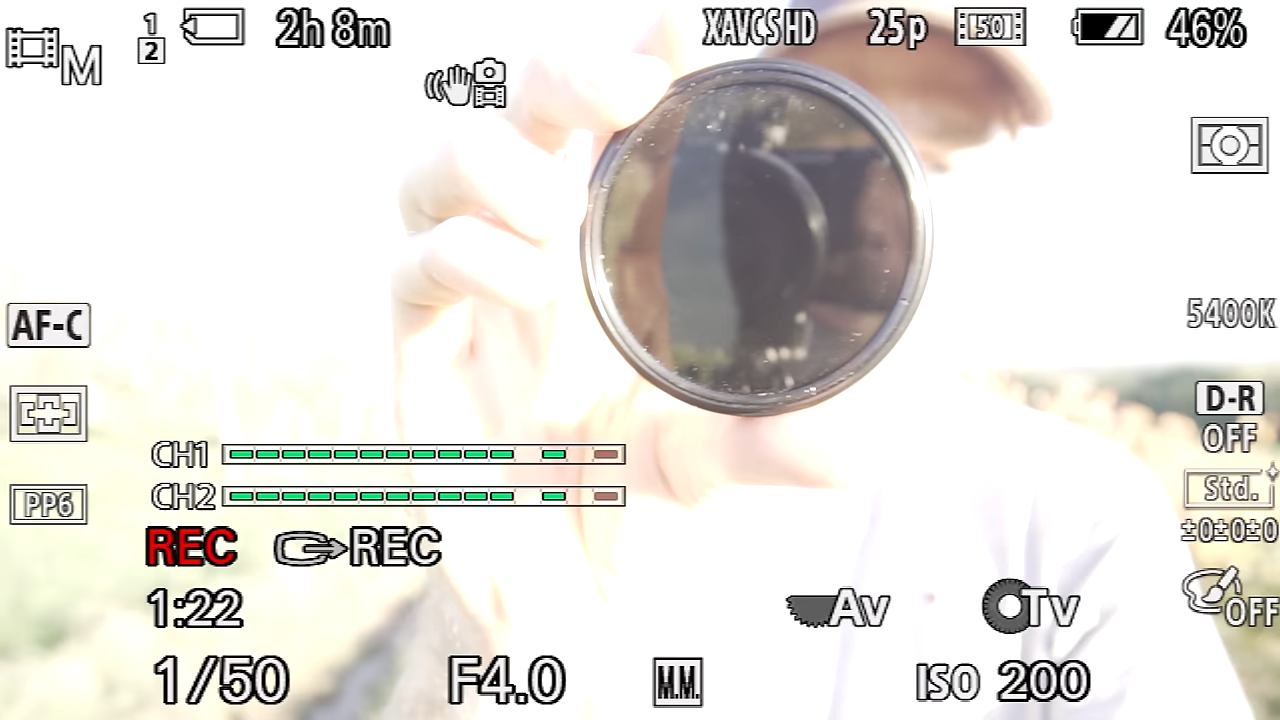 M
1
2
2h 8m
XAVC S HD
25p
50
46%
AF-C
5400K
D-R
OFF
CH1
CH2
PP6
Std.
±0±0±0
REC
REC
1:22
Av
Tv
OFF
1/50
F4.0
M.M.
ISO 200